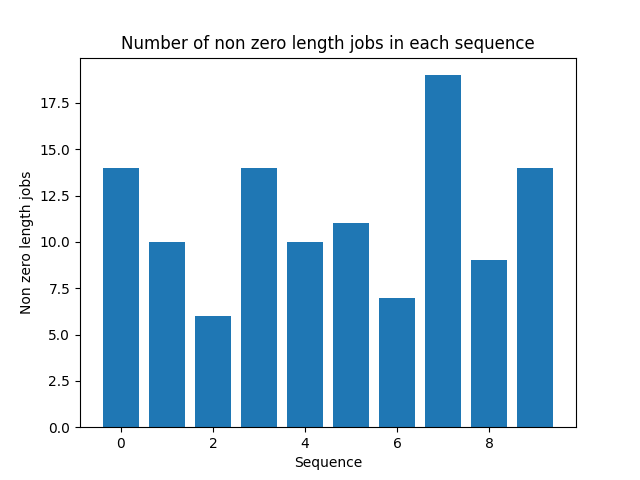 Number of non zero length jobs in each sequence
Non zero length jobs
17.5
15.0
12.5
10.0
7.5
5.0
2.5
0.0
0 2 4 6 8
Sequence